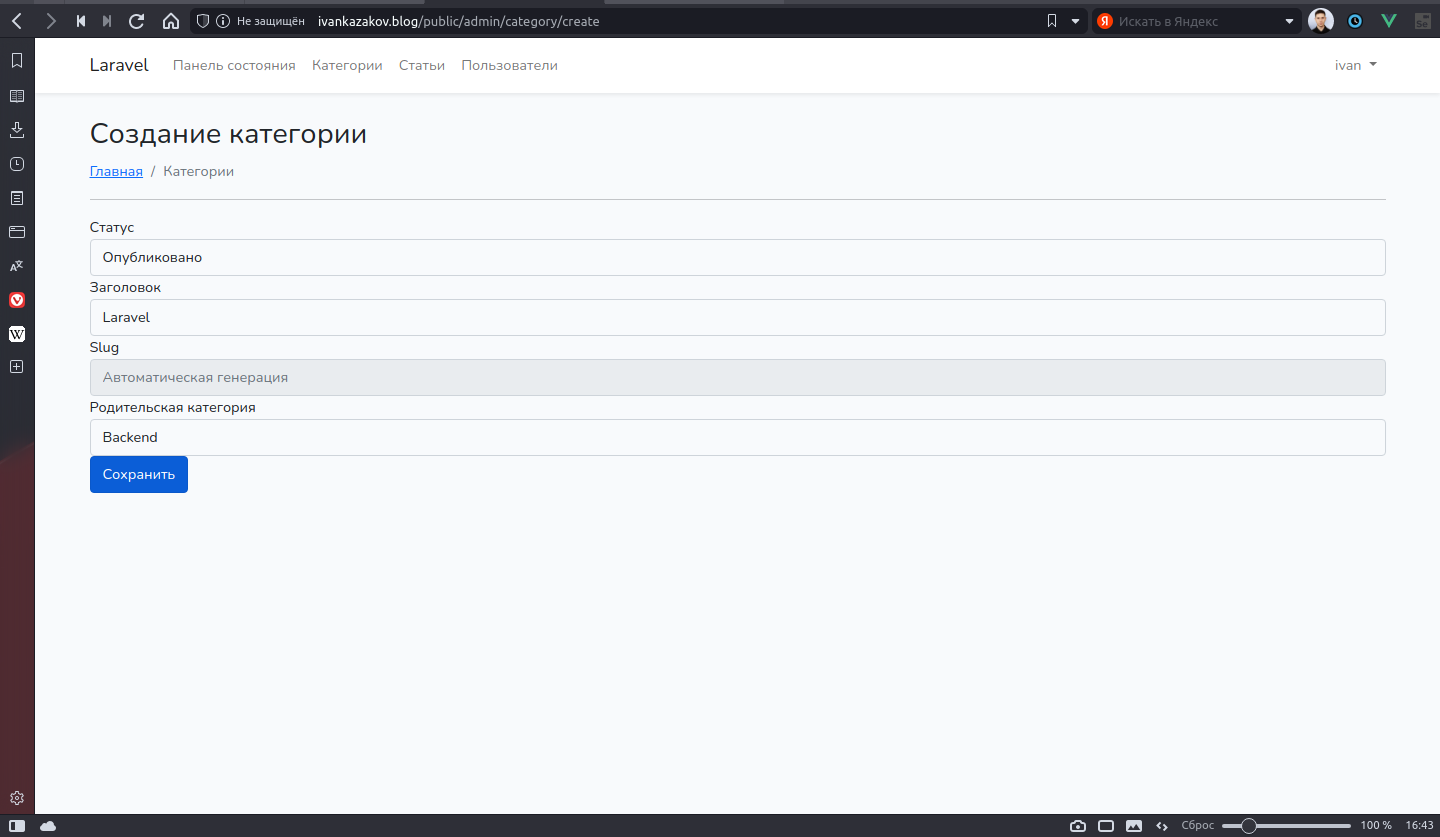 Не защищён ivankazakov.blog/public/admin/category/create Я Искать в Яндекс Se
Laravel Панель состояния Категории Статьи Пользователи ivan
Создание категории
Главная / Категории
Статус
Опубликовано
Заголовок
Laravel
Slug
Автоматическая генерация
Родительская категория
Backend
Сохранить
Сброс 100 % 16:43